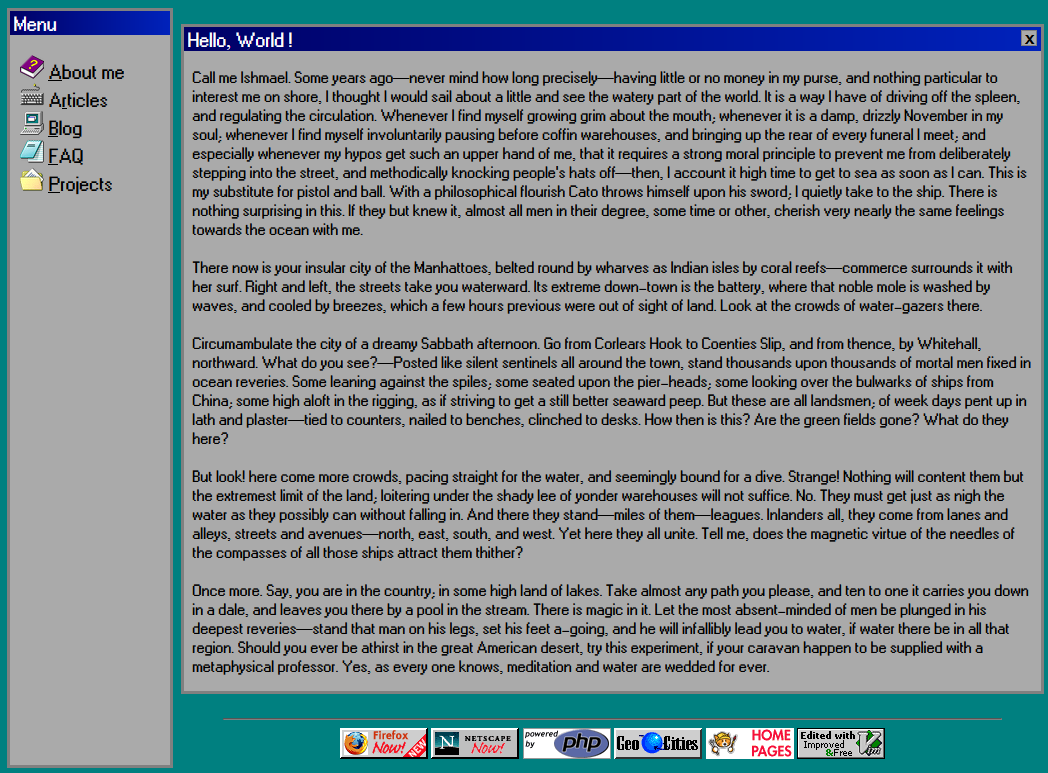 Menu
About me
Articles
Blog
FAQ
Projects
Hello, World !
X
Call me Ishmael. Some years ago—never mind how long precisely—having little or no money in my purse, and nothing particular to
interest me on shore, I thought I would sail about a little and see the watery part of the world. It is a way I have of driving off the spleen,
and regulating the circulation. Whenever I find myself growing grim about the mouth; whenever it is a damp, drizzly November in my
soul; whenever I find myself involuntarily pausing before coffin warehouses, and bringing up the rear of every funeral I meet; and
especially whenever my hypos get such an upper hand of me, that it requires a strong moral principle to prevent me from deliberately
stepping into the street, and methodically knocking people's hats off—then, I account it high time to get to sea as soon as I can. This is
my substitute for pistol and ball. With a philosophical flourish Cato throws himself upon his sword; I quietly take to the ship. There is
nothing surprising in this. If they but knew it, almost all men in their degree, some time or other, cherish very nearly the same feelings
towards the ocean with me.
There now is your insular city of the Manhattoes, belted round by wharves as Indian isles by coral reefs—commerce surrounds it with
her surf. Right and left, the streets take you waterward. Its extreme down-town is the battery, where that noble mole is washed by
waves, and cooled by breezes, which a few hours previous were out of sight of land. Look at the crowds of water-gazers there.
Circumambulate the city of a dreamy Sabbath afternoon. Go from Corlears Hook to Coenties Slip, and from thence, by Whitehall,
northward. What do you see?—Posted like silent sentinels all around the town, stand thousands upon thousands of mortal men fixed in
ocean reveries. Some leaning against the spiles; some seated upon the pier-heads; some looking over the bulwarks of ships from
China; some high aloft in the rigging, as if striving to get a still better seaward peep. But these are all landsmen; of week days pent up in
lath and plaster—tied to counters, nailed to benches, clinched to desks. How then is this? Are the green fields gone? What do they
here?
But look! here come more crowds, pacing straight for the water, and seemingly bound for a dive. Strange! Nothing will content them but
the extremest limit of the land; loitering under the shady lee of yonder warehouses will not suffice. No. They must get just as nigh the
water as they possibly can without falling in. And there they stand—miles of them—leagues. Inlanders all, they come from lanes and
alleys, streets and avenues—north, east, south, and west. Yet here they all unite. Tell me, does the magnetic virtue of the needles of
the compasses of all those ships attract them thither?
Once more. Say, you are in the country; in some high land of lakes. Take almost any path you please, and ten to one it carries you down
in a dale, and leaves you there by a pool in the stream. There is magic in it. Let the most absent-minded of men be plunged in his
deepest reveries—stand that man on his legs, set his feet a-going, and he will infallibly lead you to water, if water there be in all that
region. Should you ever be athirst in the great American desert, try this experiment, if your caravan happen to be supplied with a
metaphysical professor. Yes, as every one knows, meditation and water are wedded for ever.
Firefox Now! NEW
N NETSCAPE Now!
powered by php
GeoCities
HOME PAGES
Edited with Improved &Free